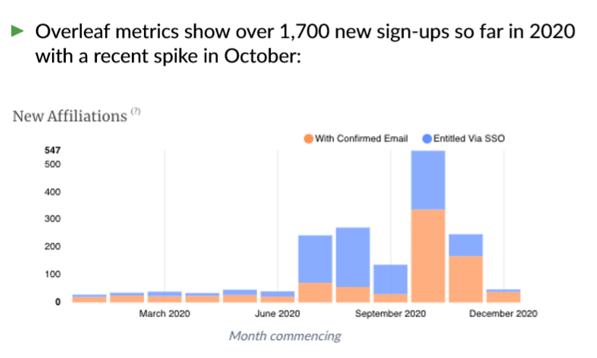 Overleaf metrics show over 1,700 new sign-ups so far in 2020
with a recent spike in October:
New Affiliations (?)
With Confirmed Email Entitled Via SSO
547
500
400
300
200
100
0
March 2020 June 2020 September 2020 December 2020
Month commencing